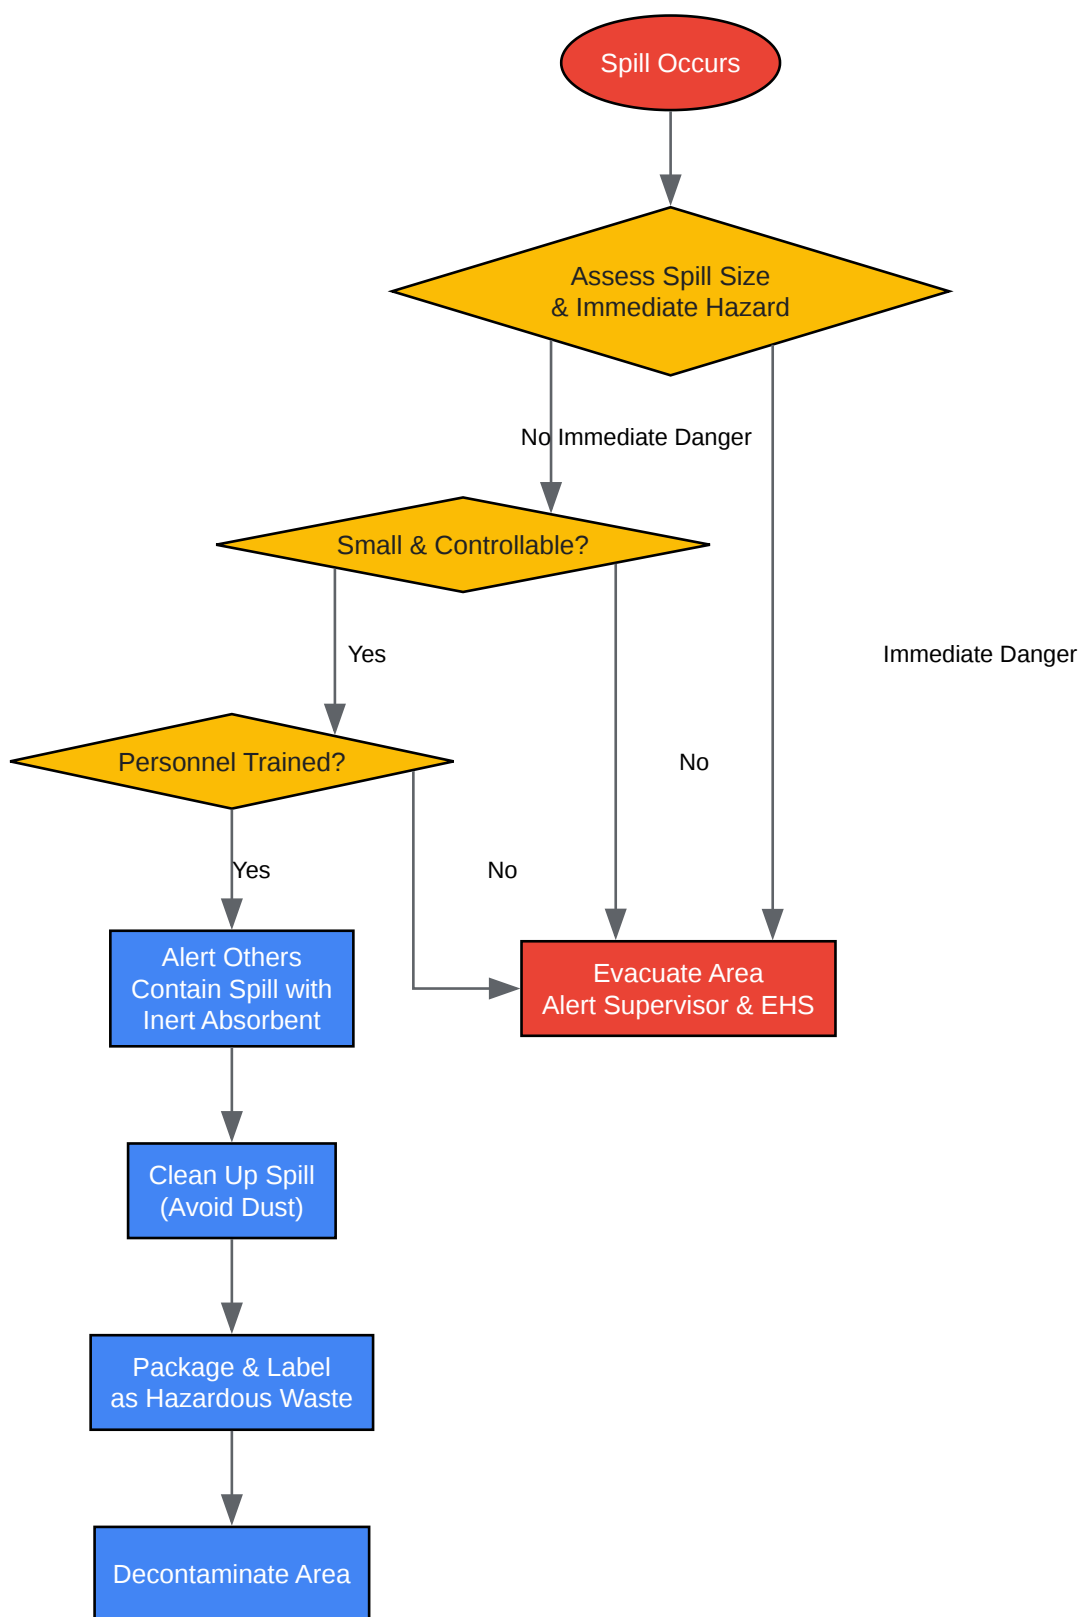 Spill Occurs
Assess Spill Size
& Immediate Hazard
No Immediate Danger
Small & Controllable?
Yes
Immediate Danger
Personnel Trained?
No
Yes
No
Alert Others
Contain Spill with
Inert Absorbent
Evacuate Area
Alert Supervisor & EHS
Clean Up Spill
(Avoid Dust)
Package & Label
as Hazardous Waste
Decontaminate Area